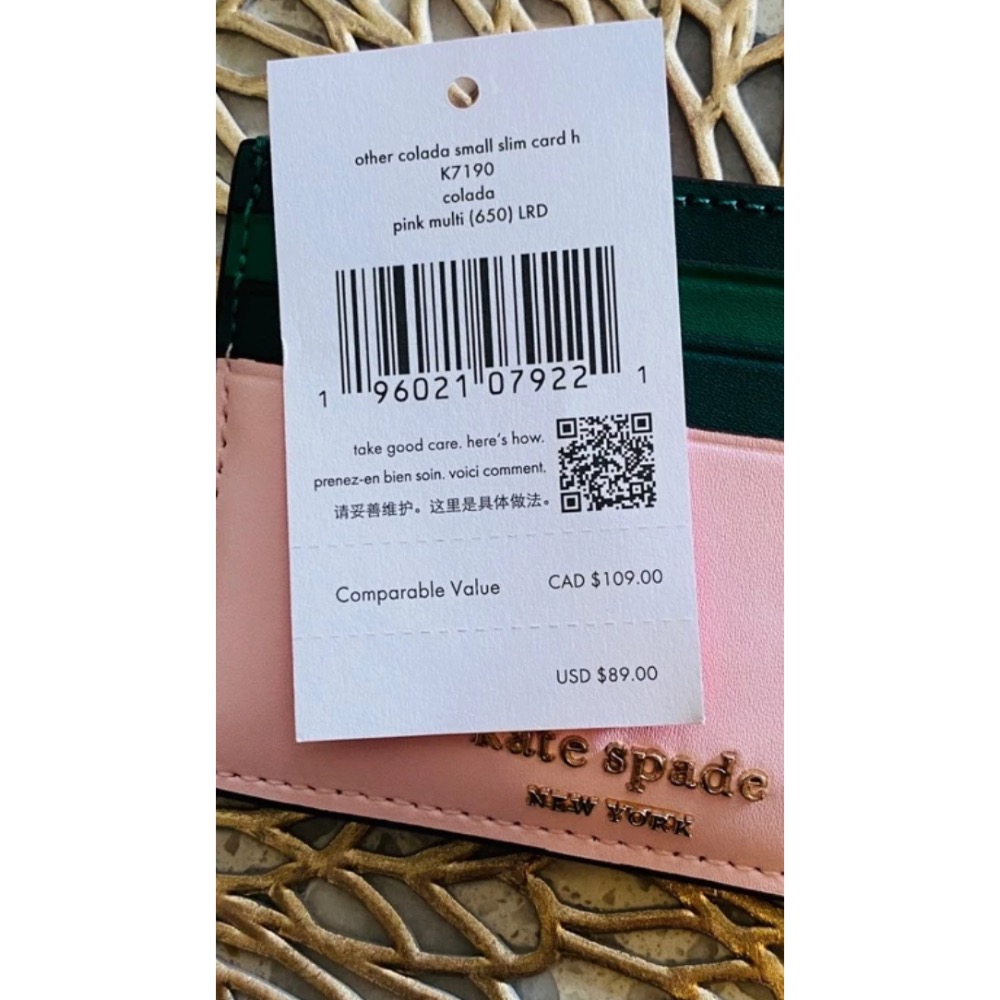 other colada small slim card h
K7190
colada
pink multi (650) LRD
1 96021 07922 1
take good care. here's how.
prenez-en bien soin. voici comment.
请妥善维护。这里是具体做法。
Comparable Value CAD $109.00
USD $89.00
kate spade
NEW YORK